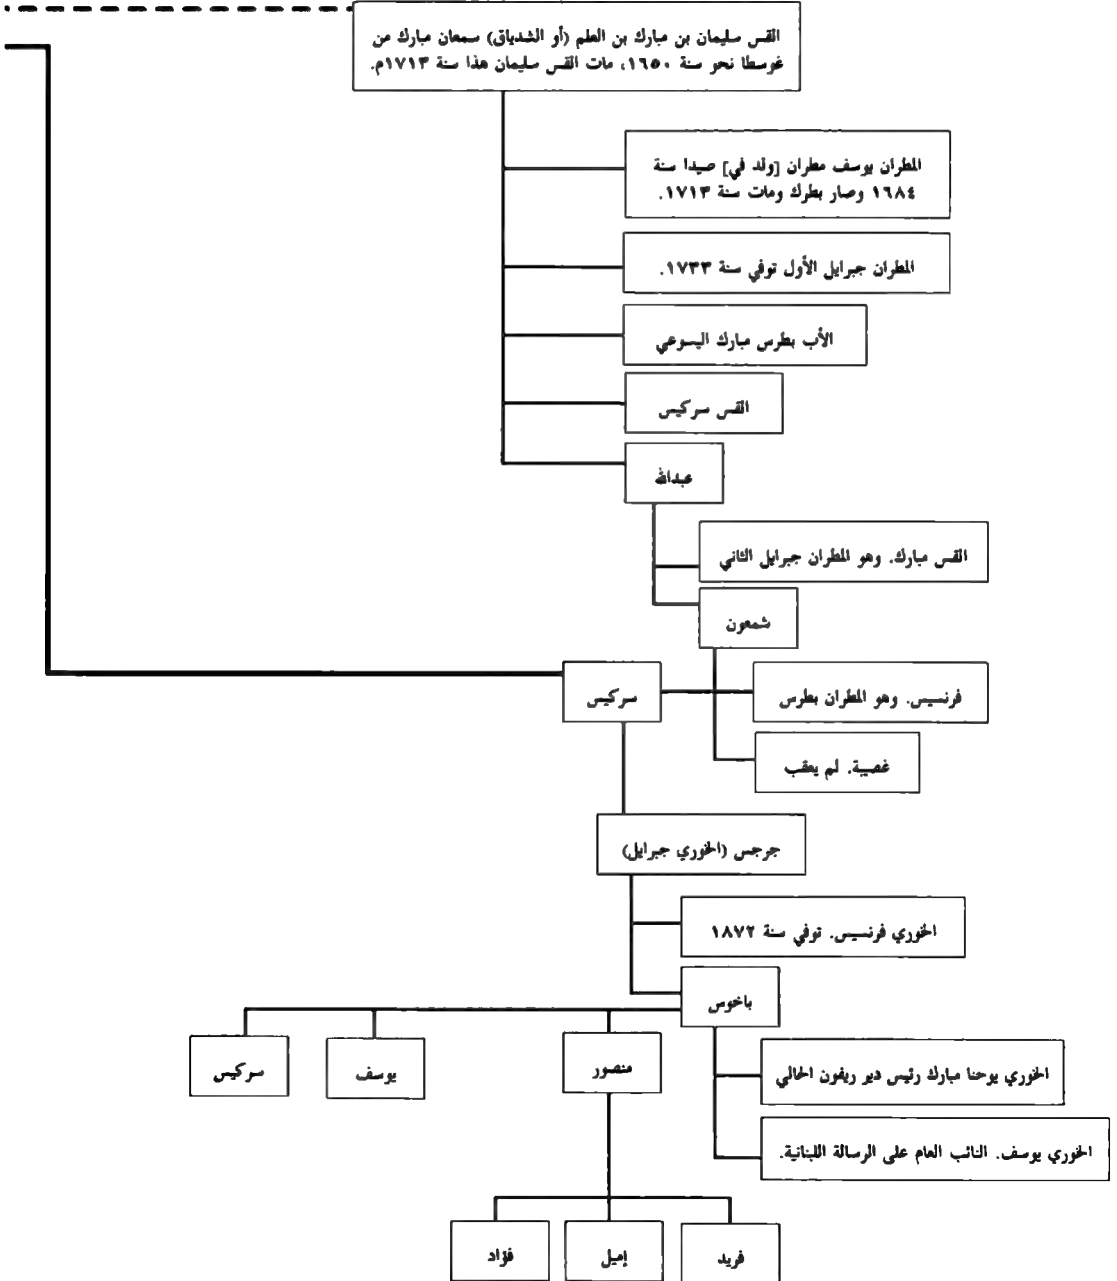 القس سليمان بن مبارك بن العلم (أو الشدياق) سمعان مبارك من
غوسطا نحو سنة ١٦٥٠، مات القس سليمان هذا سنة ١٧١٣م.
المطران يوسف مطران [ولد في] صيدا سنة
١٦٨٤ وصار بطرك ومات سنة ١٧١٣.
المطران جبرايل الأول توفي سنة ١٧٣٣.
الأب بطرس مبارك اليسوعي
القس سركيس
عبدالله
القس مبارك. وهو المطران جبرايل الثاني
شمعون
فرنسيس. وهو المطران بطرس
سركيس
غصيبة. لم يعقب
جرجس (الخوري جبرايل)
الخوري فرنسيس. توفي سنة ١٨٧٢
باخوس
الخوري يوحنا مبارك رئيس دير ريفون الحالي
منصور
يوسف
سركيس
الخوري يوسف. النائب العام على الرسالة اللبنانية.
فريد
إميل
فؤاد